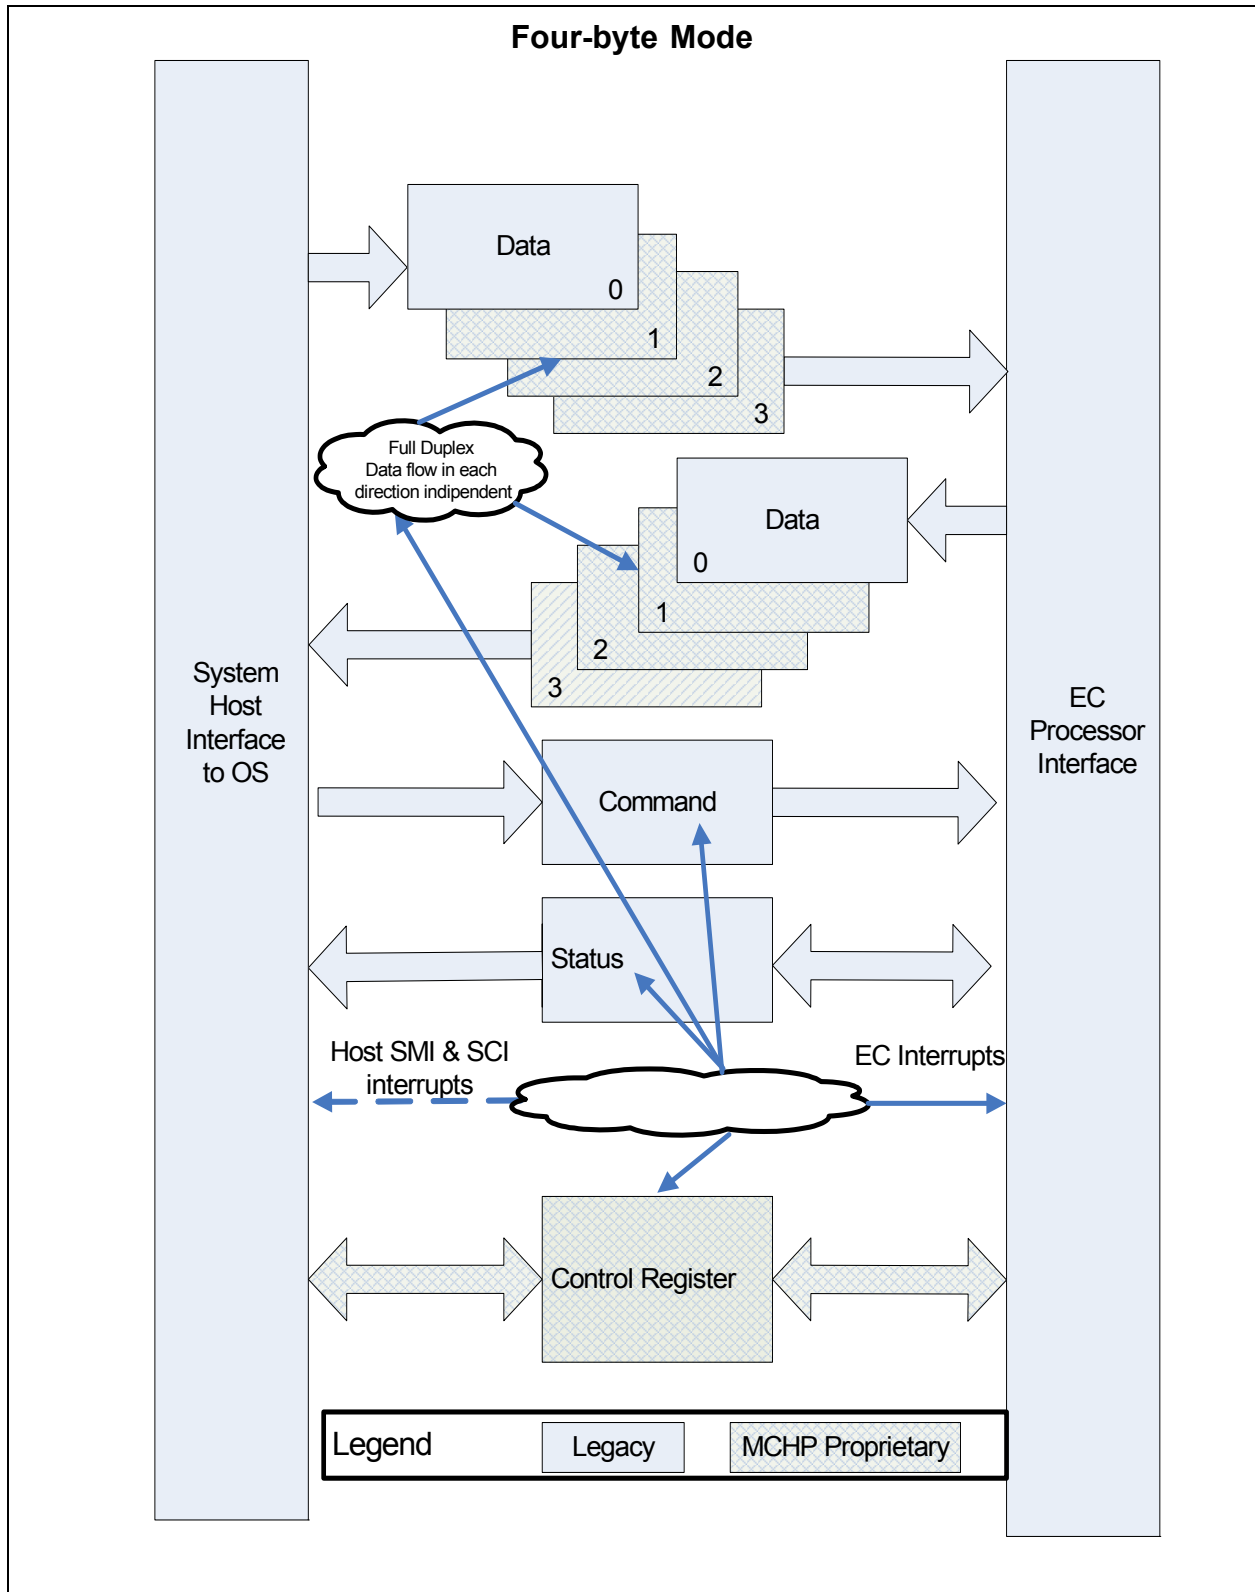 Four-byte Mode
Data
0
1
2
3
Full Duplex
Data flow in each
direction indipendent
Data
0
1
2
3
System
Host
Interface
to OS
EC
Processor
Interface
Command
Status
Host SMI & SCI
interrupts
EC Interrupts
Control Register
Legend
Legacy
MCHP Proprietary